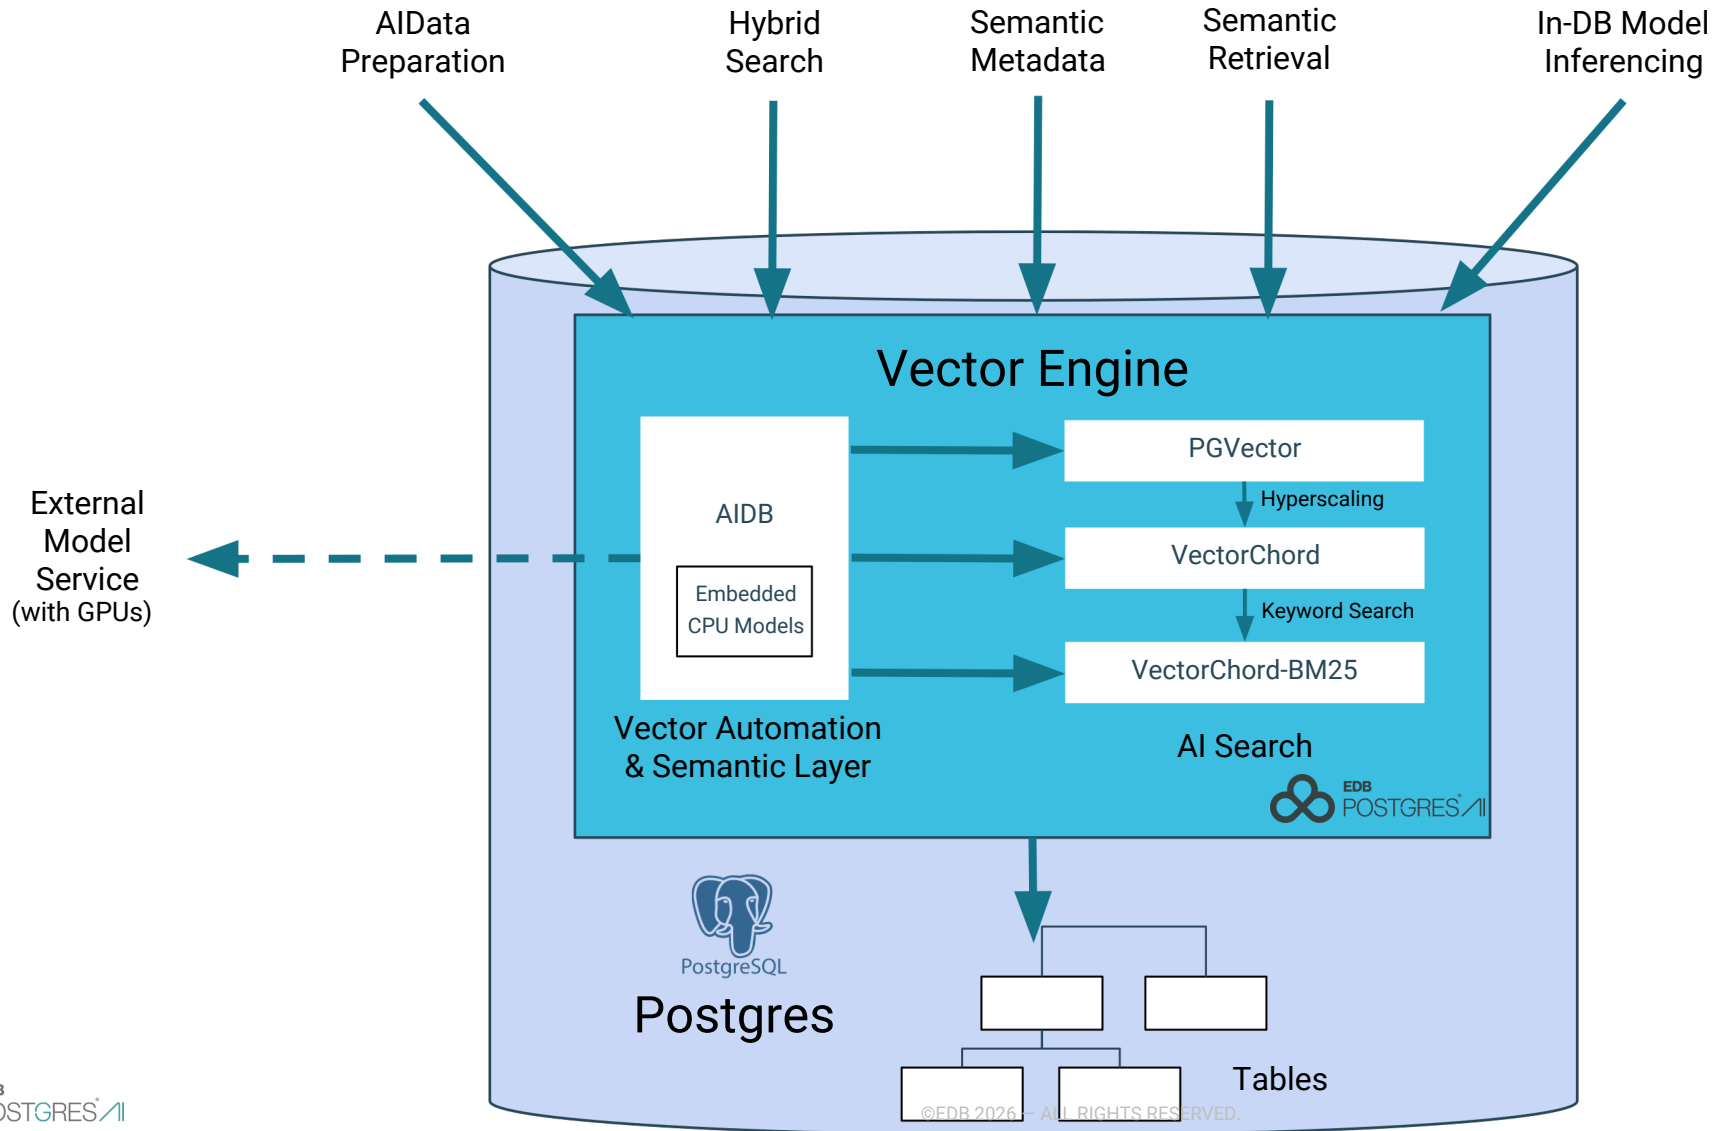 AIData
Preparation
Hybrid
Search
Semantic
Metadata
Semantic
Retrieval
In-DB Model
Inferencing
Vector Engine
External
Model
Service
(with GPUs)
AIDB
Embedded
CPU Models
PGVector
Hyperscaling
VectorChord
Keyword Search
VectorChord-BM25
Vector Automation
& Semantic Layer
AI Search
EDB
POSTGRES® AI
PostgreSQL
Postgres
Tables
©EDB 2026 — ALL RIGHTS RESERVED.